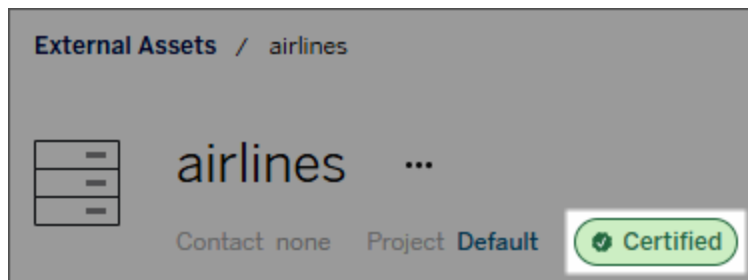 External Assets / airlines
airlines ...
Contact none Project Default Certified